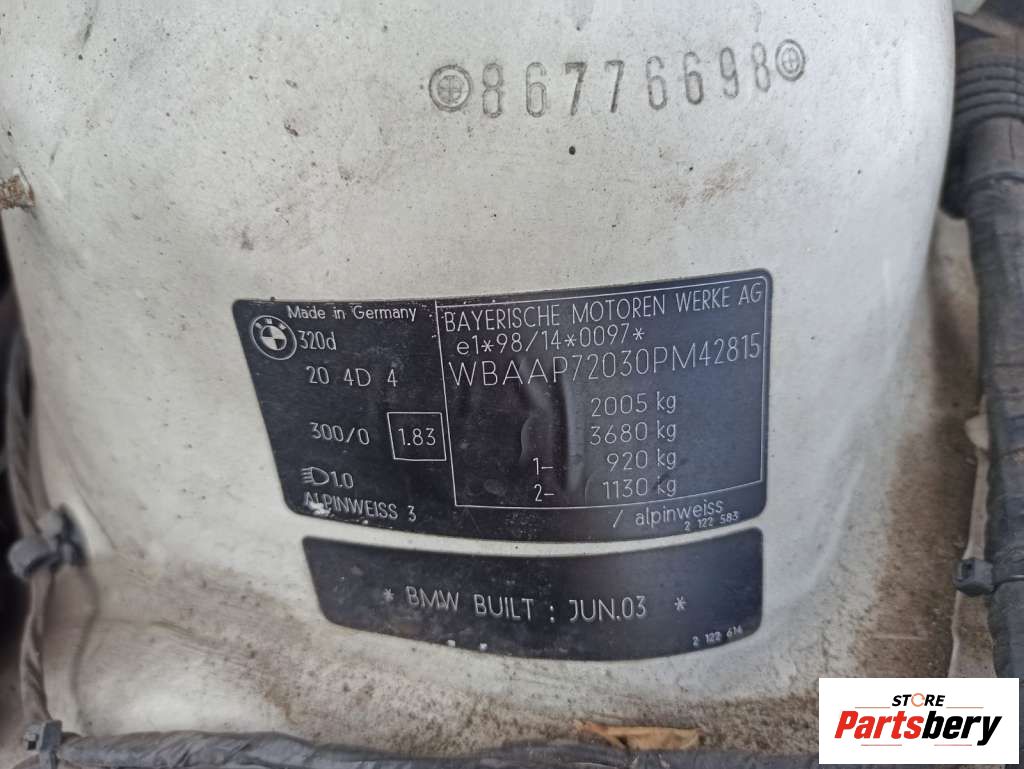 86776698
Made in Germany
320d
20 4D 4
300/0 1.83
1.0
ALPINWEISS 3
BAYERISCHE MOTOREN WERKE AG
e1*98/14*0097*
WBAAP72030PM42815
2005 kg
3680 kg
1- 920 kg
2- 1130 kg
/ alpinweiss
2 122 583
* BMW BUILT : JUN.03 *
2 122 614
STORE
Partsbery